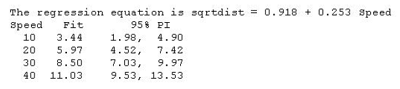 The regression equation is sqrtdist = 0.918 + 0.253 Speed
Speed Fit 95% PI
10 3.44 1.98, 4.90
20 5.97 4.52, 7.42
30 8.50 7.03, 9.97
40 11.03 9.53, 13.53